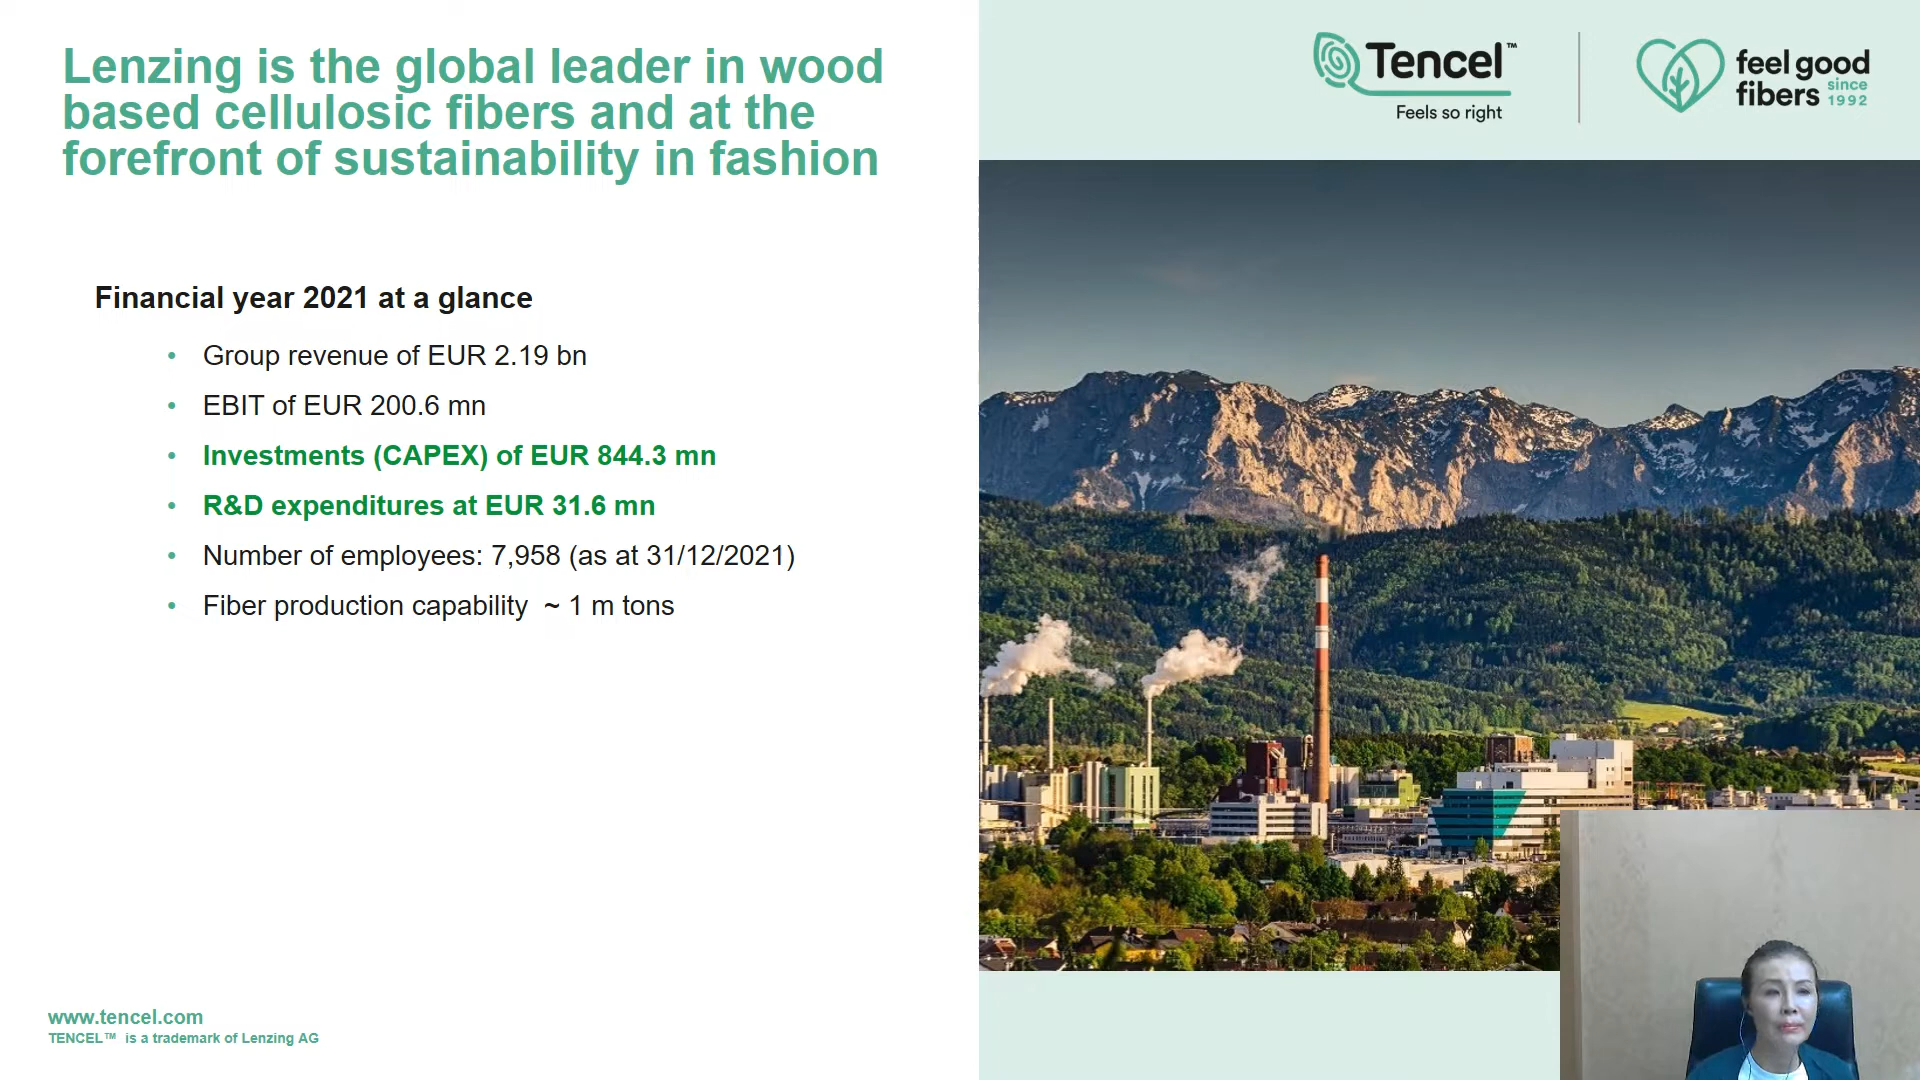 Lenzing is the global leader in wood
based cellulosic fibers and at the
forefront of sustainability in fashion
Tencel™
Feels so right
feel good
fibers since
1992
Financial year 2021 at a glance
• Group revenue of EUR 2.19 bn
• EBIT of EUR 200.6 mn
• Investments (CAPEX) of EUR 844.3 mn
• R&D expenditures at EUR 31.6 mn
• Number of employees: 7,958 (as at 31/12/2021)
• Fiber production capability ~ 1 m tons
www.tencel.com
TENCEL™ is a trademark of Lenzing AG